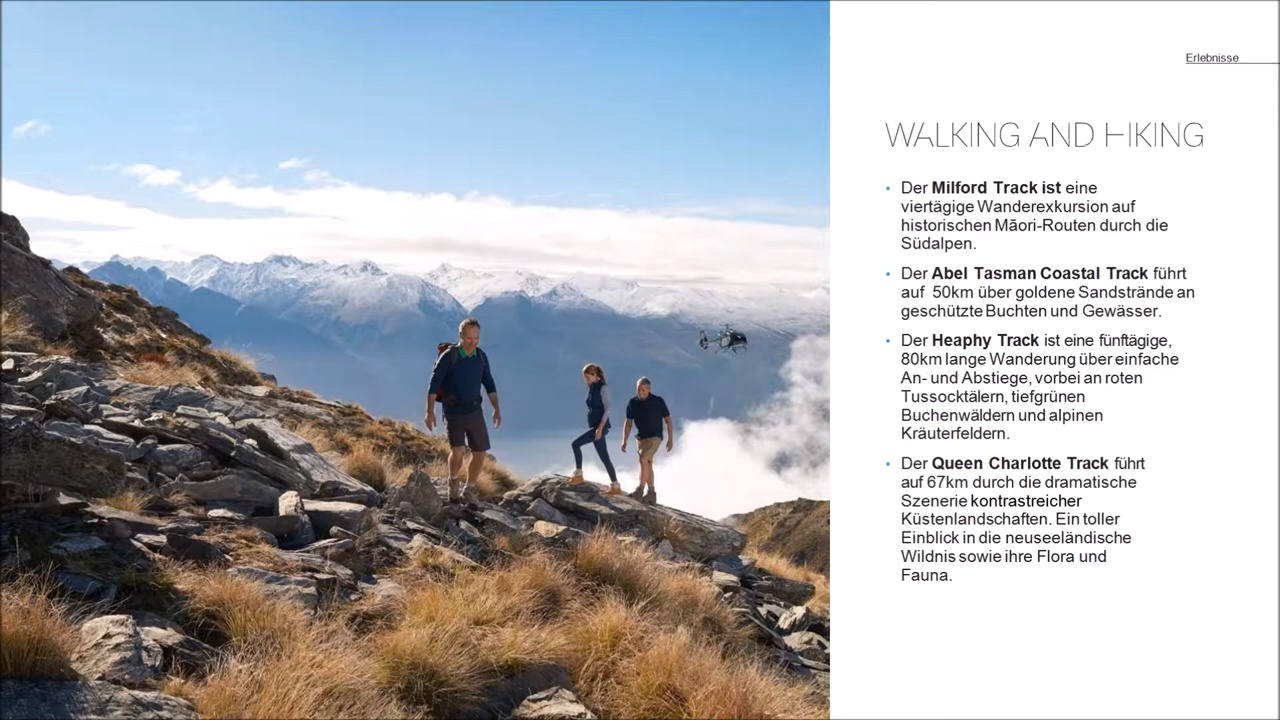 Erlebnisse
WALKING AND HIKING
• Der Milford Track ist eine
viertägige Wanderexkursion auf
historischen Māori-Routen durch die
Südalpen.
• Der Abel Tasman Coastal Track führt
auf 50km über goldene Sandstrände an
geschützte Buchten und Gewässer.
• Der Heaphy Track ist eine fünftägige,
80km lange Wanderung über einfache
An- und Abstiege, vorbei an roten
Tussocktälern, tiefgrünen
Buchenwäldern und alpinen
Kräuterfeldern.
• Der Queen Charlotte Track führt
auf 67km durch die dramatische
Szenerie kontrastreicher
Küstenlandschaften. Ein toller
Einblick in die neuseeländische
Wildnis sowie ihre Flora und
Fauna.